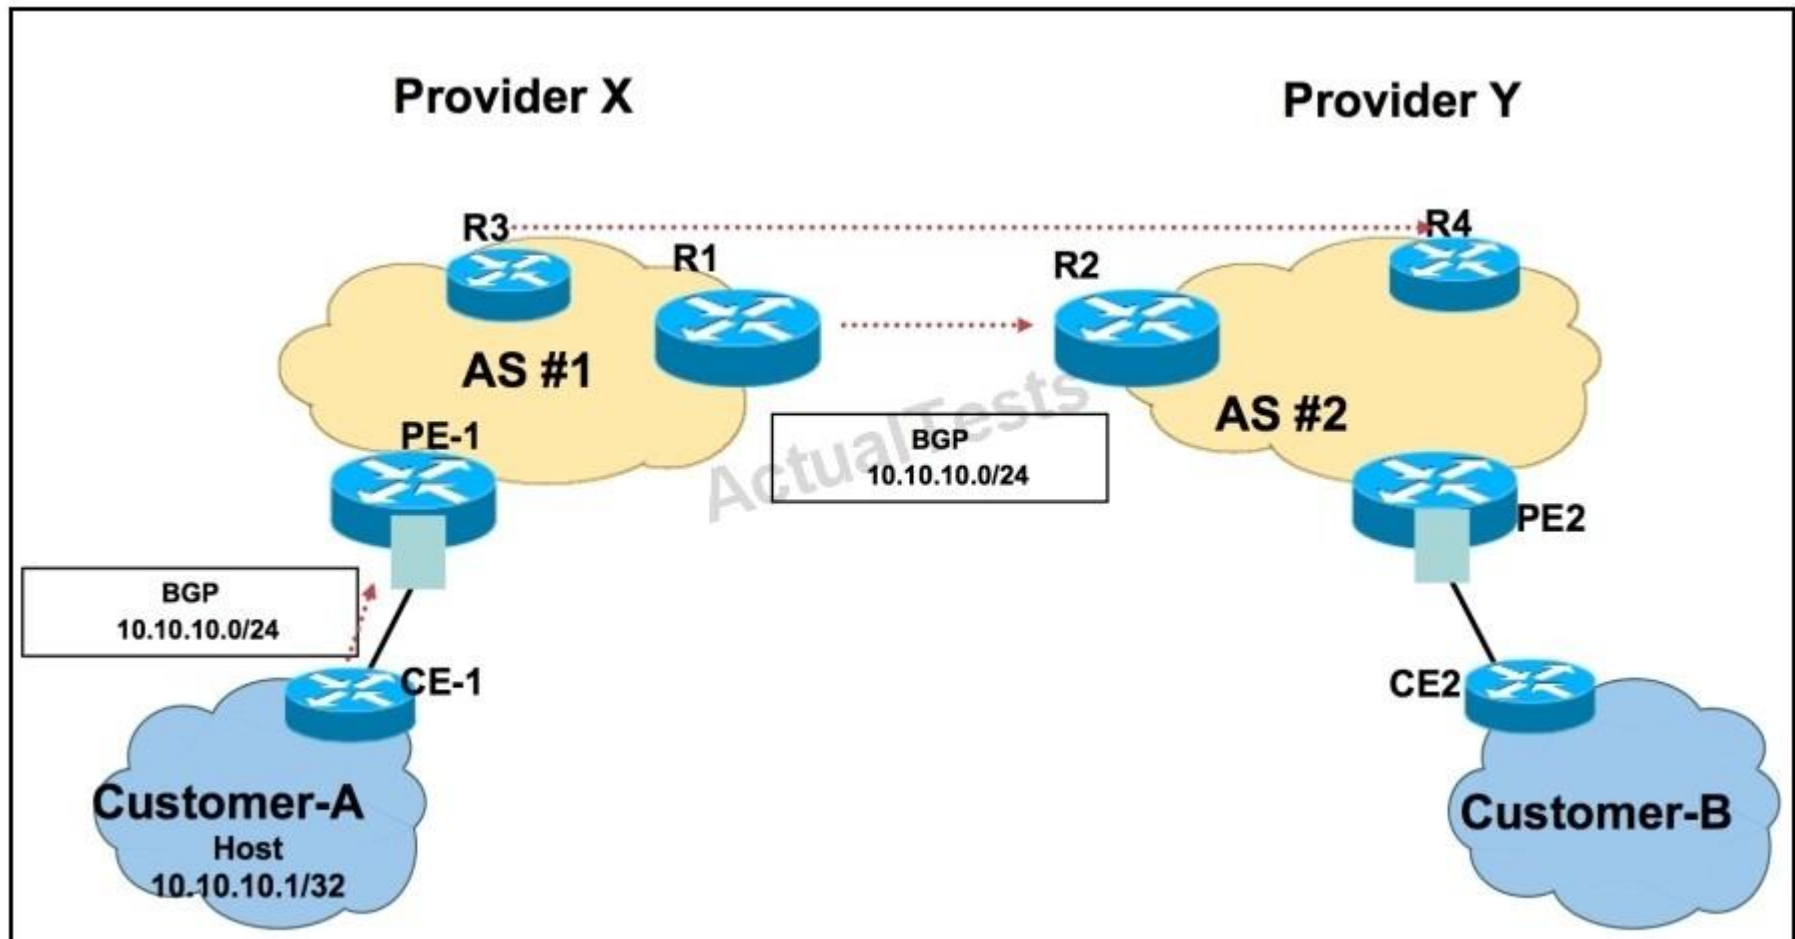 Provider X
Provider Y
R3
R4
R1
R2
AS #1
AS #2
PE-1
BGP
10.10.10.0/24
ActualTests
PE2
BGP
10.10.10.0/24
CE-1
CE2
Customer-A
Host
10.10.10.1/32
Customer-B